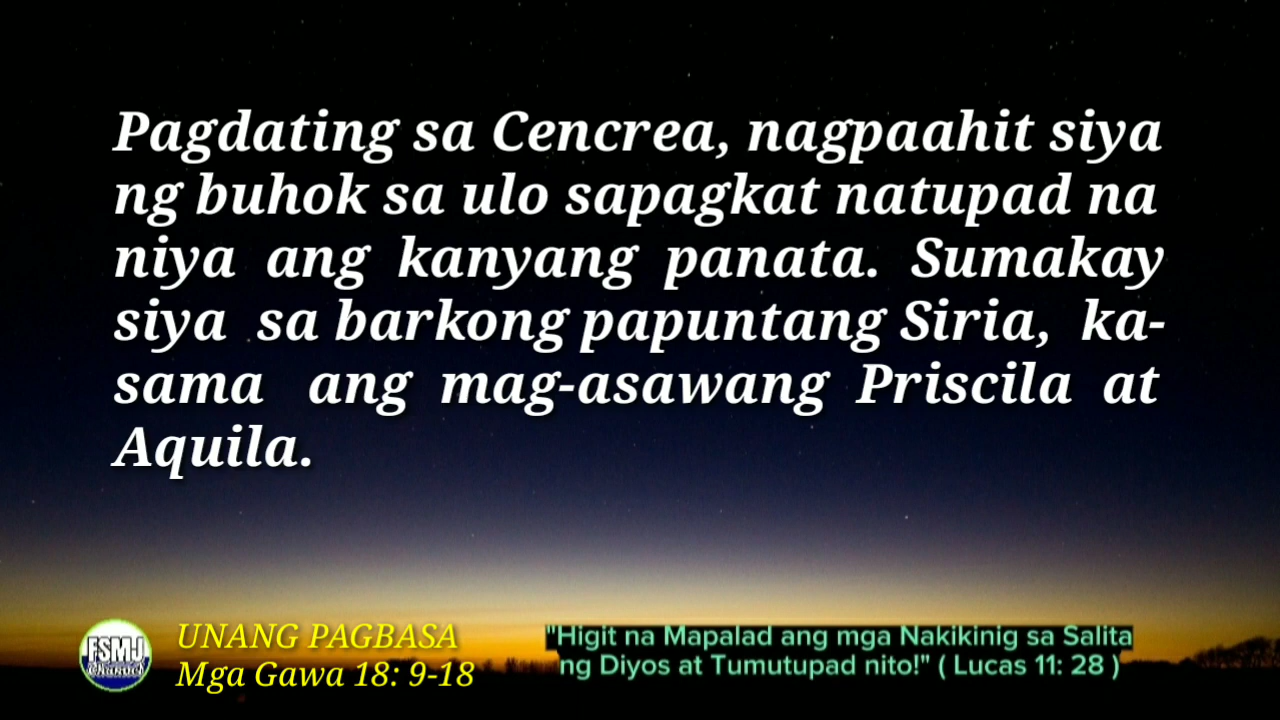 Pagdating sa Cencrea, nagpaahit siya
ng buhok sa ulo sapagkat natupad na
niya ang kanyang panata. Sumakay
siya sa barkong papuntang Siria, ka-
sama ang mag-asawang Priscila at
Aquila.
FSMJ
Channel
UNANG PAGBASA
Mga Gawa 18: 9-18
"Higit na Mapalad ang mga Nakikinig sa Salita
ng Diyos at Tumutupad nito!" ( Lucas 11: 28 )